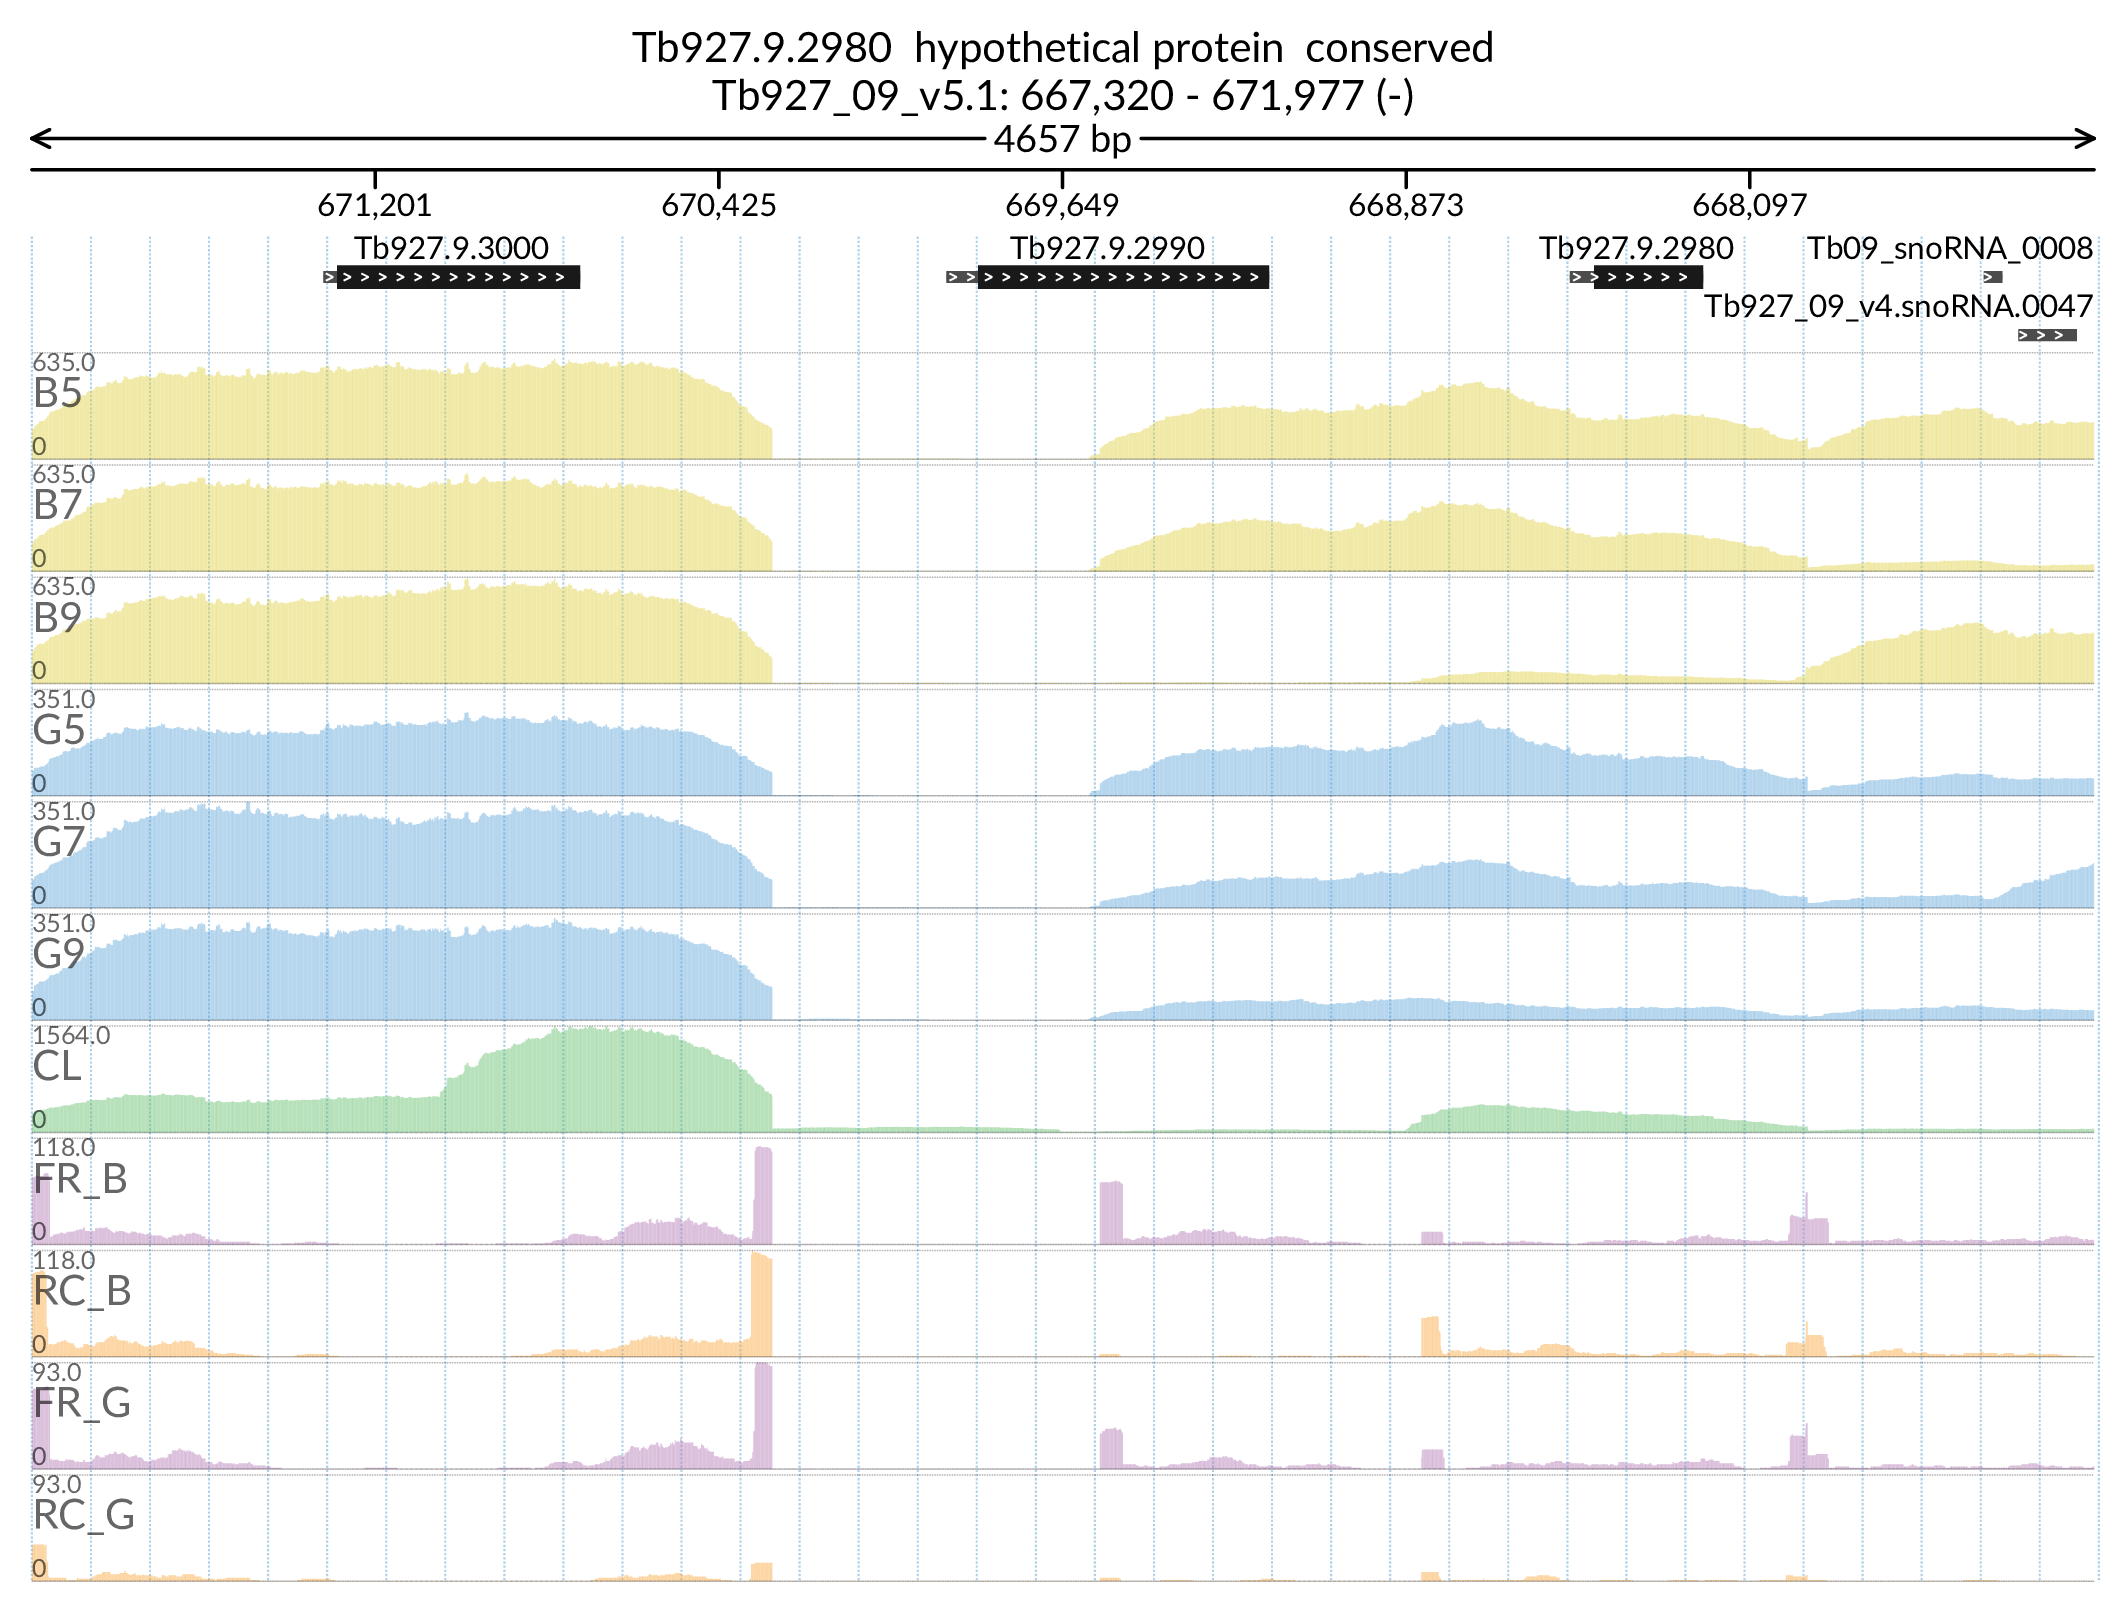 Tb927.9.2980  hypothetical protein  conserved
Tb927_09_v5.1: 667,320 - 671,977 (-)
4657 bp
671,201 670,425 669,649 668,873 668,097
Tb927.9.3000 Tb927.9.2990 Tb927.9.2980 Tb09_snoRNA_0008
Tb927_09_v4.snoRNA.0047
635.0
B5
0
635.0
B7
0
635.0
B9
0
351.0
G5
0
351.0
G7
0
351.0
G9
0
1564.0
CL
0
118.0
FR_B
0
118.0
RC_B
0
93.0
FR_G
0
93.0
RC_G
0